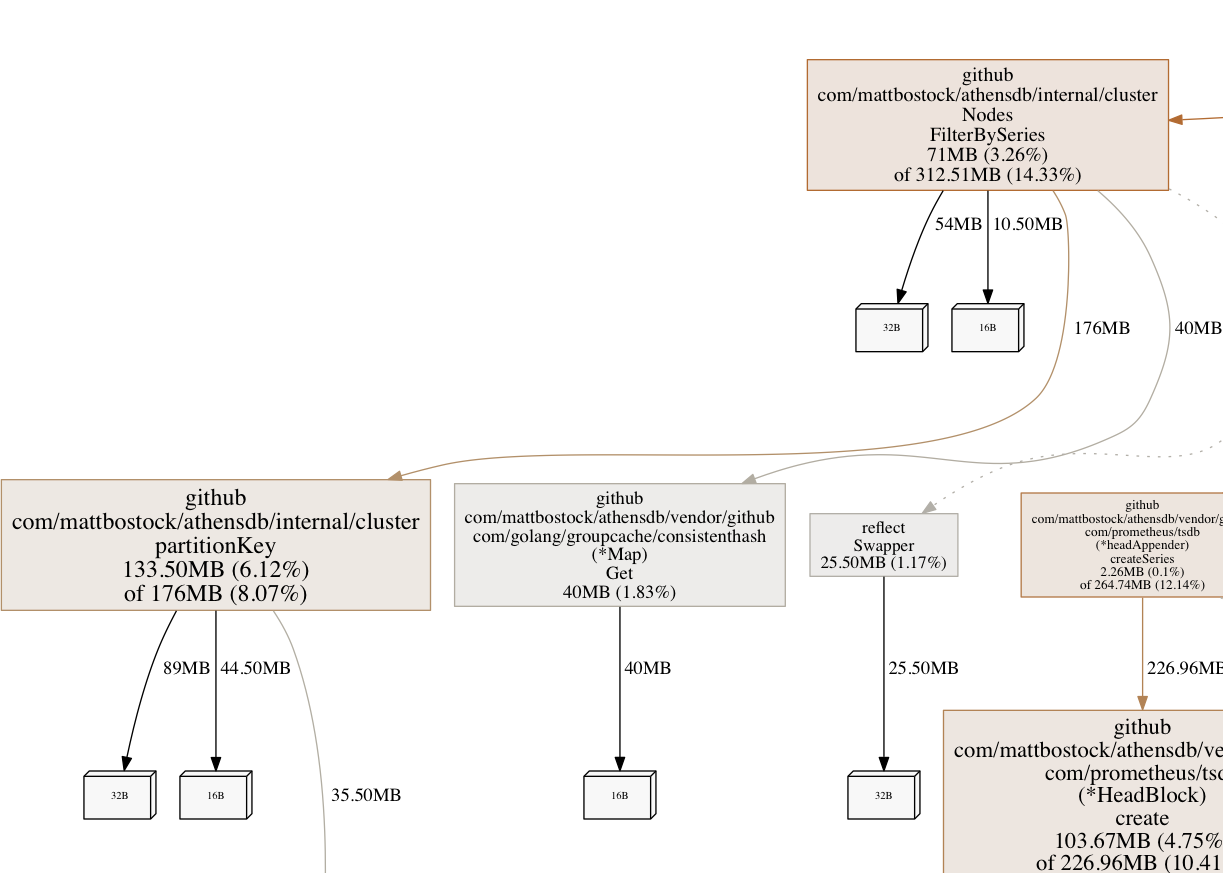 github
com/mattbostock/athensdb/internal/cluster
Nodes
FilterBySeries
71MB (3.26%)
of 312.51MB (14.33%)
54MB
10.50MB
32B
16B
176MB
40MB
github
com/mattbostock/athensdb/internal/cluster
partitionKey
133.50MB (6.12%)
of 176MB (8.07%)
github
com/mattbostock/athensdb/vendor/github
com/golang/groupcache/consistenthash
(*Map)
Get
40MB (1.83%)
reflect
Swapper
25.50MB (1.17%)
github
com/mattbostock/athensdb/vendor/g
com/prometheus/tsdb
(*headAppender)
createSeries
2.26MB (0.1%)
of 264.74MB (12.14%)
89MB
44.50MB
40MB
25.50MB
226.96MB
32B
16B
35.50MB
16B
32B
github
com/mattbostock/athensdb/ve
com/prometheus/tsd
(*HeadBlock)
create
103.67MB (4.75%
of 226.96MB (10.41